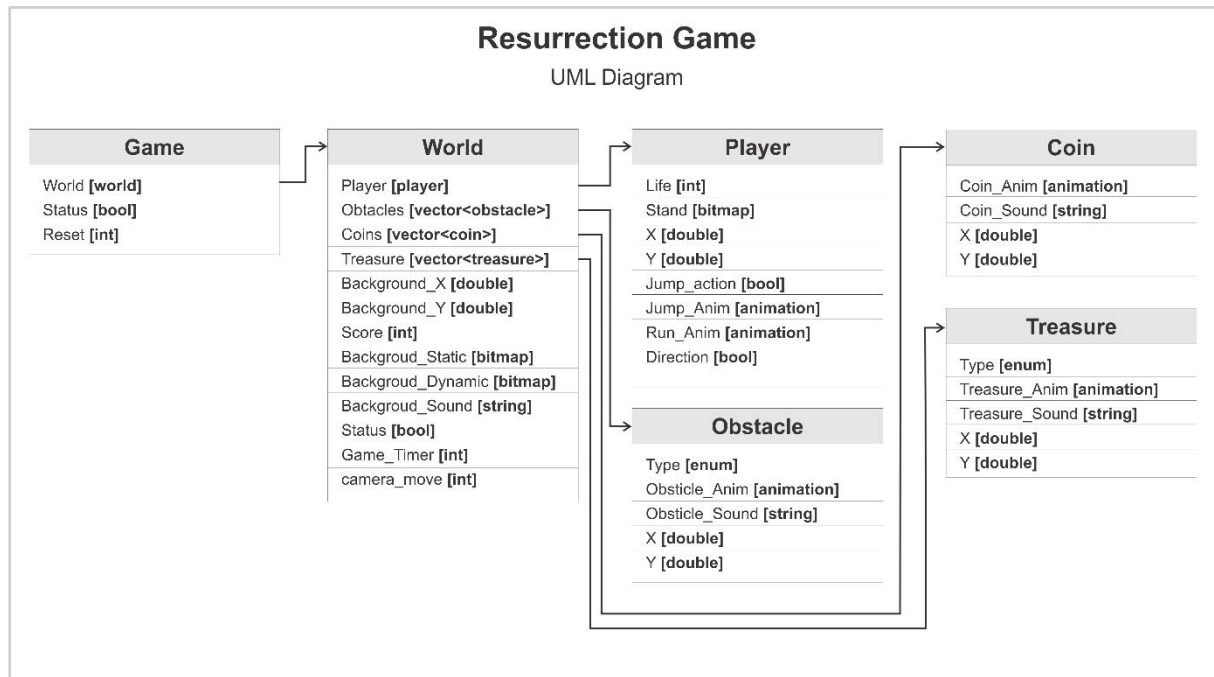 Resurrection Game
UML Diagram
Game
World [world]
Status [bool]
Reset [int]
World
Player [player]
Obtacles [vector<obstacle>]
Coins [vector<coin>]
Treasure [vector<treasure>]
Background_X [double]
Background_Y [double]
Score [int]
Backgroud_Static [bitmap]
Backgroud_Dynamic [bitmap]
Backgroud_Sound [string]
Status [bool]
Game_Timer [int]
camera_move [int]
Player
Life [int]
Stand [bitmap]
X [double]
Y [double]
Jump_action [bool]
Jump_Anim [animation]
Run_Anim [animation]
Direction [bool]
Obstacle
Type [enum]
Obsticle_Anim [animation]
Obsticle_Sound [string]
X [double]
Y [double]
Coin
Coin_Anim [animation]
Coin_Sound [string]
X [double]
Y [double]
Treasure
Type [enum]
Treasure_Anim [animation]
Treasure_Sound [string]
X [double]
Y [double]